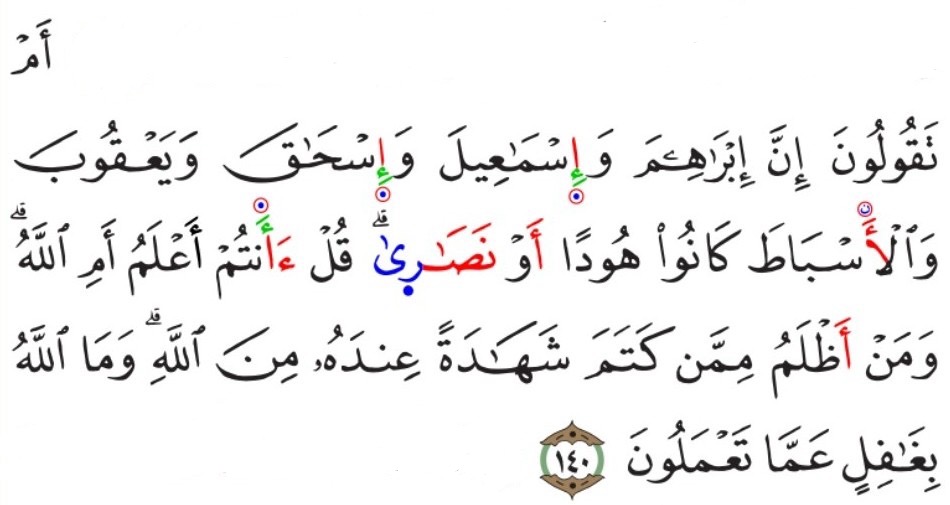 أَمۡ
تَقُولُونَ إِنَّ إِبۡرَٰهِـۧمَ وَإِسۡمَٰعِيلَ وَإِسۡحَٰقَ وَيَعۡقُوبَ
وَٱلۡأَسۡبَاطَ كَانُواْ هُودًا أَوۡ نَصَٰرَىٰۗ قُلۡ ءَأَنتُمۡ أَعۡلَمُ أَمِ ٱللَّهُۗ
وَمَنۡ أَظۡلَمُ مِمَّن كَتَمَ شَهَٰدَةً عِندَهُۥ مِنَ ٱللَّهِۗ وَمَا ٱللَّهُ
بِغَٰفِلٍ عَمَّا تَعۡمَلُونَ ١٤٠